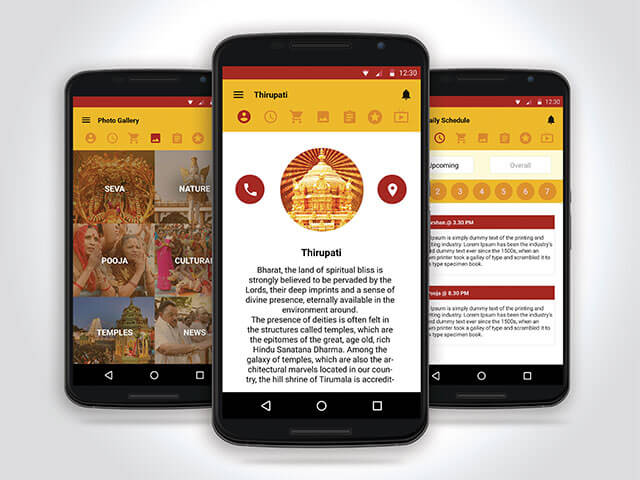 12:30
Photo Gallery
SEVA
NATURE
POOJA
CULTURAL
TEMPLES
NEWS
12:30
Thirupati
Thirupati
Bharat, the land of spiritual bliss is
strongly believed to be pervaded by the
Lords, their deep imprints and a sense of
divine presence, eternally available in the
environment around.
The presence of deities is often felt in
the structures called temples, which are
the epitomes of the great, age old, rich
Hindu Sanatana Dharma. Among the
galaxy of temples, which are also the ar-
chitectural marvels located in our coun-
try, the hill shrine of Tirumala is accredit-
12:30
Schedule
Upcoming
Overall
2 3 4 5 6 7
@ 3.30 PM
Ipsum is simply dummy text of the printing and
industry. Lorem Ipsum has been the industry's
dard dummy text ever since the 1500s, when an
own printer took a galley of type and scrambled it to
type specimen book.
Pooja @ 8.30 PM
Ipsum is simply dummy text of the printing and
industry. Lorem Ipsum has been the industry's
dard dummy text ever since the 1500s, when an
own printer took a galley of type and scrambled it to
type specimen book.